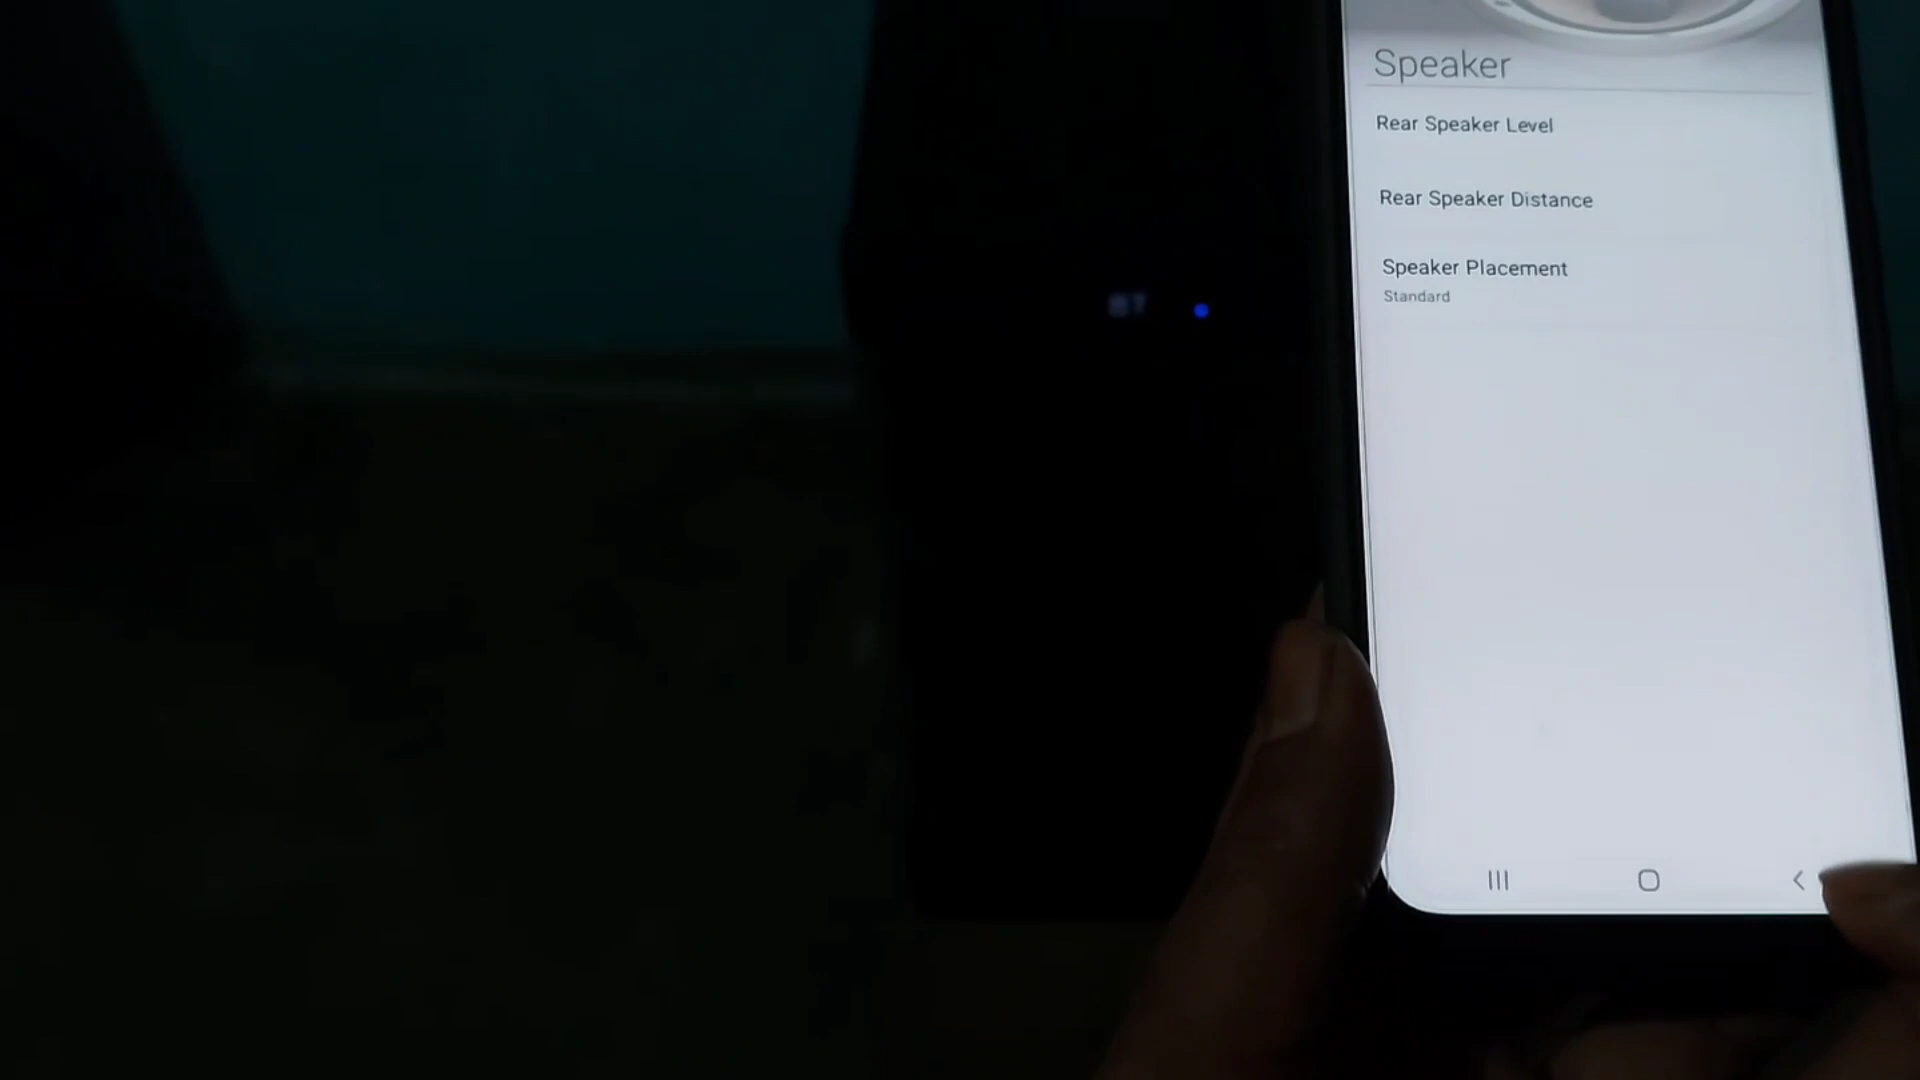 Speaker
Rear Speaker Level
Rear Speaker Distance
Speaker Placement
Standard